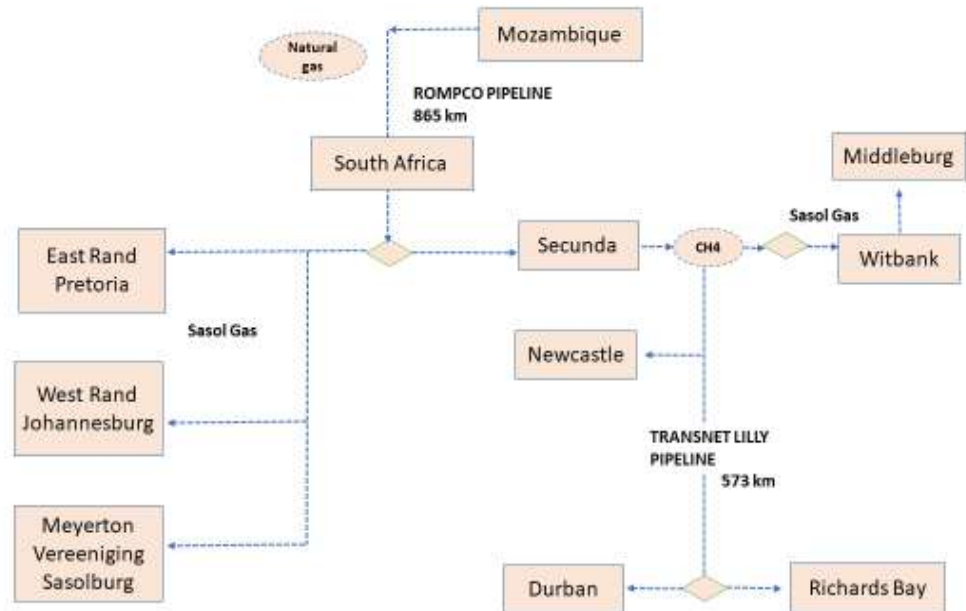 Mozambique
Natural
gas
ROMPCO PIPELINE
865 km
South Africa
Middleburg
Sasol Gas
East Rand
Pretoria
Secunda
CH4
Witbank
Sasol Gas
Newcastle
West Rand
Johannesburg
TRANSNET LILLY
PIPELINE
573 km
Meyerton
Vereeniging
Sasolburg
Durban
Richards Bay